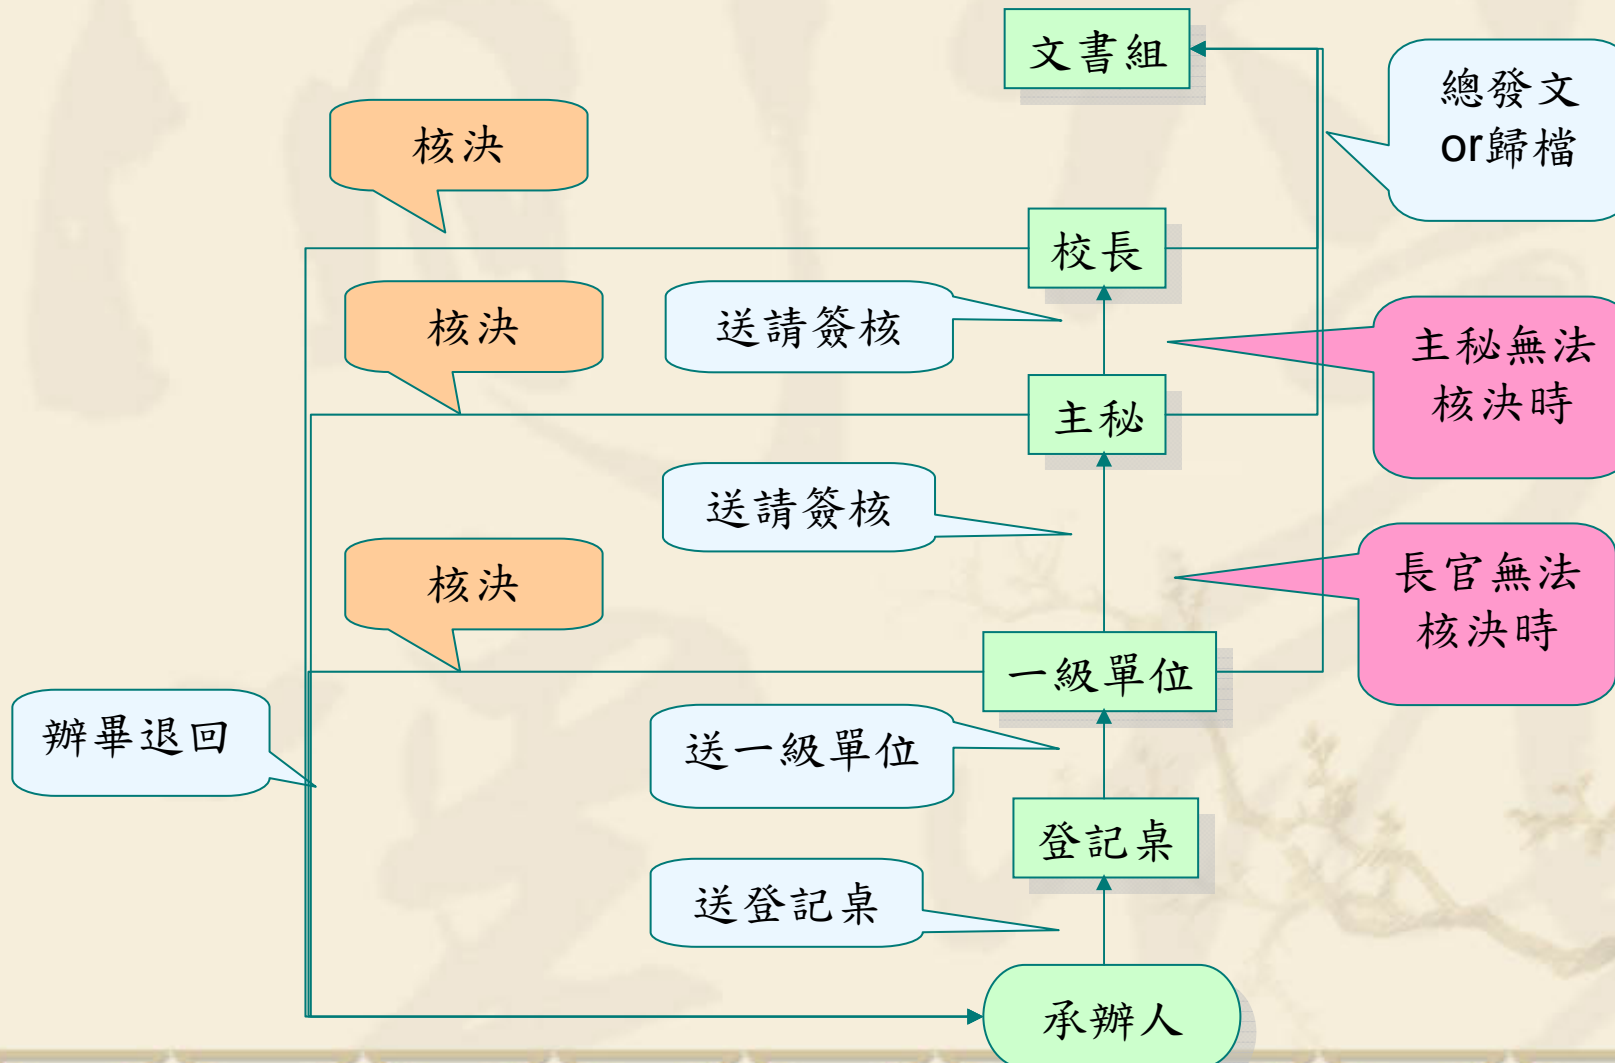 文書組
總發文
or歸檔
核決
校長
核決
送請簽核
主秘無法
核決時
主秘
送請簽核
長官無法
核決時
核決
一級單位
辦畢退回
送一級單位
登記桌
送登記桌
承辦人